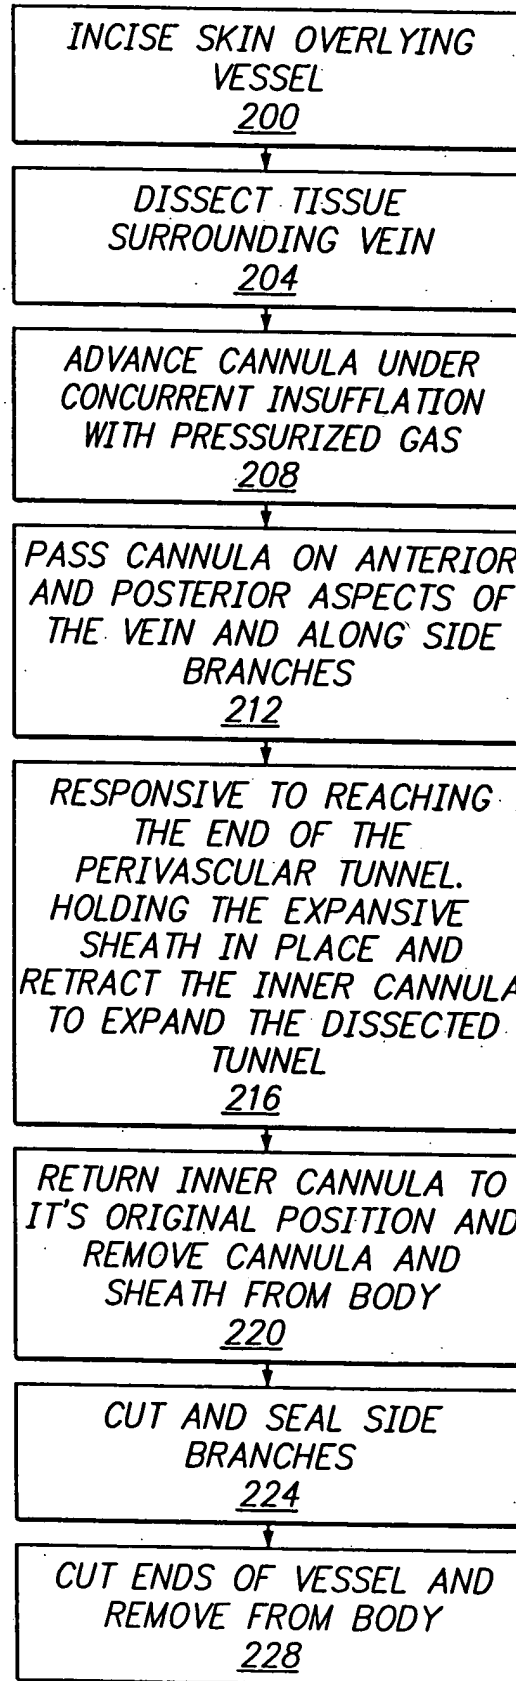 INCISE SKIN OVERLYING
VESSEL
200
DISSECT TISSUE
SURROUNDING VEIN
204
ADVANCE CANNULA UNDER
CONCURRENT INSUFFLATION
WITH PRESSURIZED GAS
208
PASS CANNULA ON ANTERIOR
AND POSTERIOR ASPECTS OF
THE VEIN AND ALONG SIDE
BRANCHES
212
RESPONSIVE TO REACHING
THE END OF THE
PERIVASCULAR TUNNEL.
HOLDING THE EXPANSIVE
SHEATH IN PLACE AND
RETRACT THE INNER CANNULA
TO EXPAND THE DISSECTED
TUNNEL
216
RETURN INNER CANNULA TO
IT'S ORIGINAL POSITION AND
REMOVE CANNULA AND
SHEATH FROM BODY
220
CUT AND SEAL SIDE
BRANCHES
224
CUT ENDS OF VESSEL AND
REMOVE FROM BODY
228